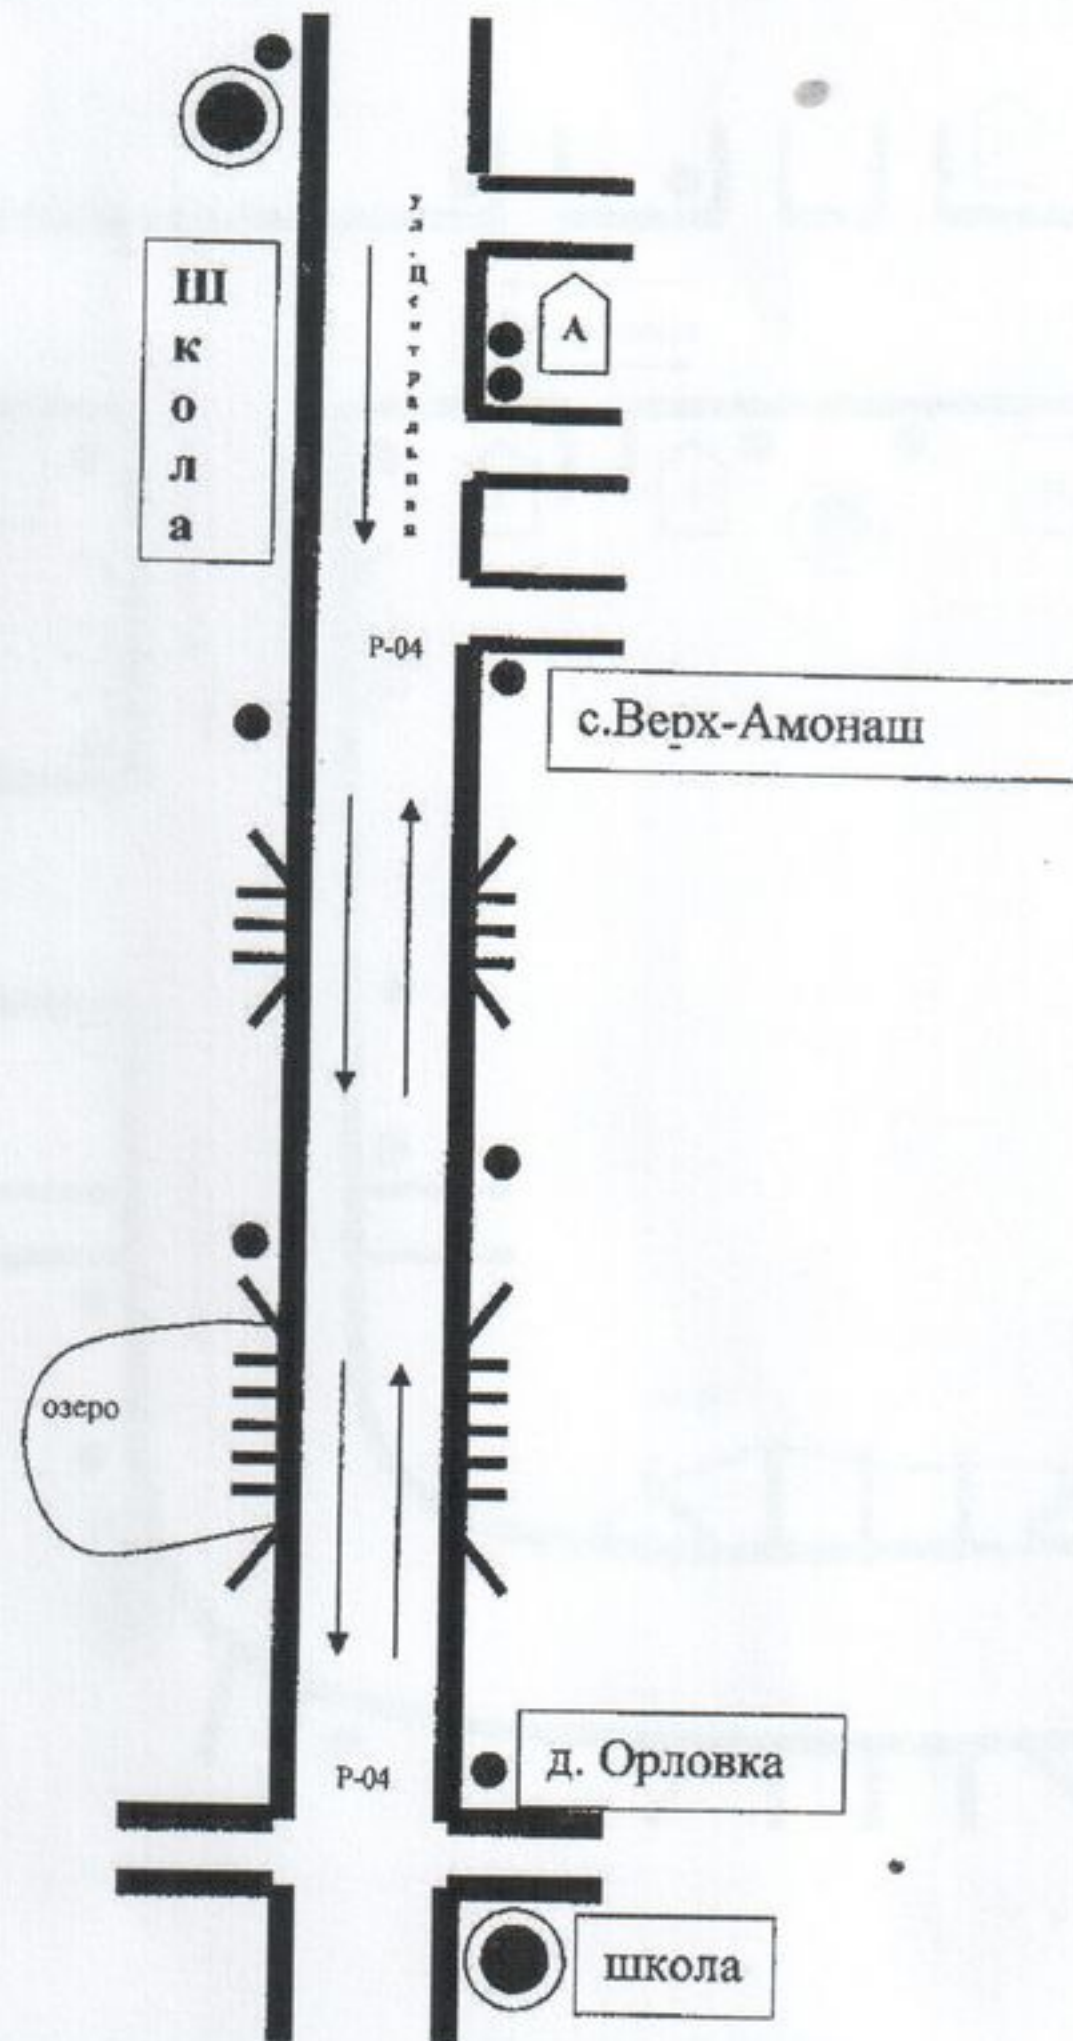 ул. Центральная
Школа
А
Р-04
с.Верх-Амонаш
озеро
Р-04
д. Орловка
школа